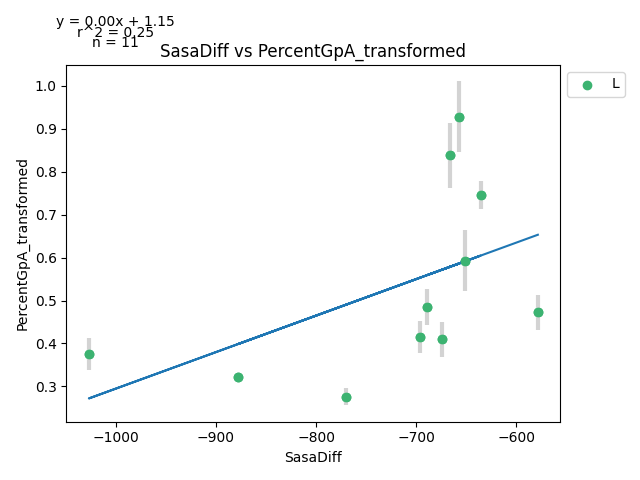 y = 0.00x + 1.15
r^2 = 0.25
n = 11
SasaDiff vs PercentGpA_transformed
L
PercentGpA_transformed
1.0
0.9
0.8
0.7
0.6
0.5
0.4
0.3
−1000
−900
−800
−700
−600
SasaDiff